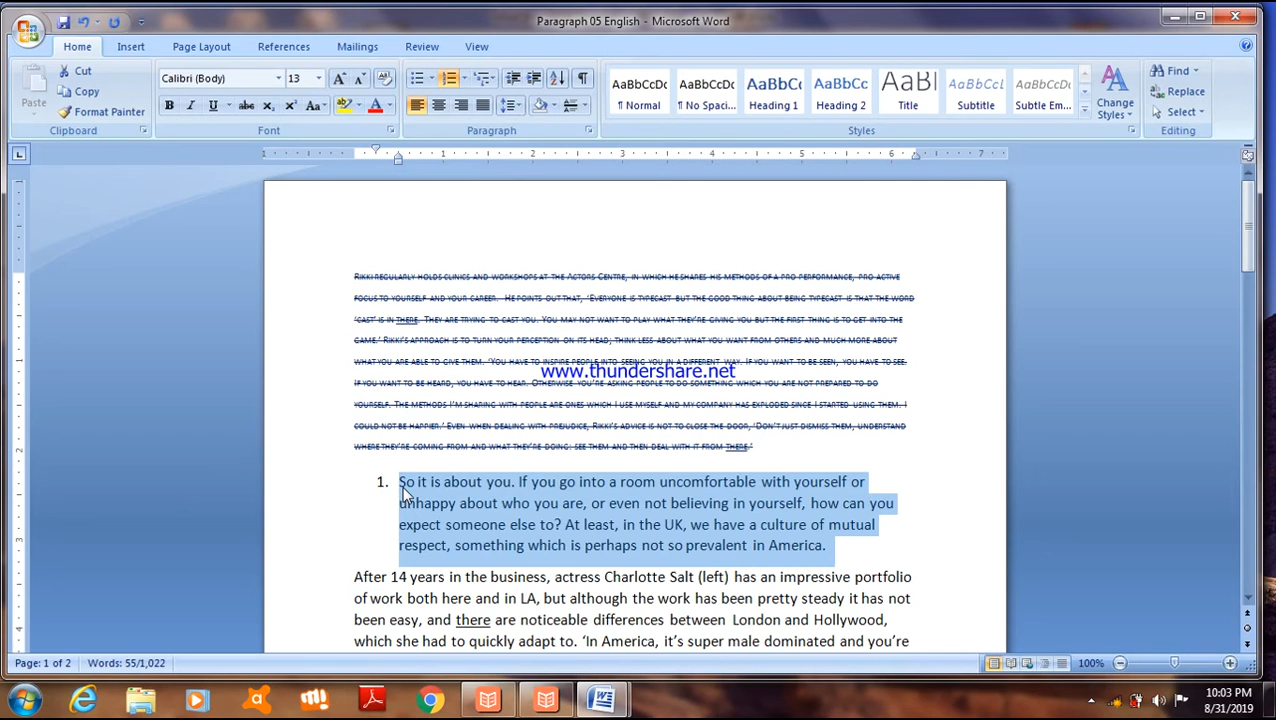 Paragraph 05 English - Microsoft Word
Home Insert Page Layout References Mailings Review View
Paste
Cut
Copy
Format Painter
Clipboard
Calibri (Body) 13
Font
Paragraph
AaBbCcDc AaBbCcDc AaBbC AaBbCc AaB AaBbCcL AaBbCcDc
¶ Normal ¶ No Spaci... Heading 1 Heading 2 Title Subtitle Subtle Em...
Change Styles
Styles
Find
Replace
Select
Editing
1 1 2 3 4 5 6 7
RIKKI REGULARLY HOLDS CLINICS AND WORKSHOPS AT THE ACTORS CENTRE, IN WHICH HE SHARES HIS METHODS OF A PRO PERFORMANCE, PRO ACTIVE
FOCUS TO YOURSELF AND YOUR CAREER. HE POINTS OUT THAT, 'EVERYONE IS TYPECAST BUT THE GOOD THING ABOUT BEING TYPECAST IS THAT THE WORD
'CAST' IS IN THERE. THEY ARE TRYING TO CAST YOU. YOU MAY NOT WANT TO PLAY WHAT THEY'RE GIVING YOU BUT THE FIRST THING IS TO GET INTO THE
GAME.' RIKKI'S APPROACH IS TO TURN YOUR PERCEPTION ON ITS HEAD; THINK LESS ABOUT WHAT YOU WANT FROM OTHERS AND MUCH MORE ABOUT
WHAT YOU ARE ABLE TO GIVE THEM. 'YOU HAVE TO INSPIRE PEOPLE INTO SEEING YOU IN A DIFFERENT WAY. IF YOU WANT TO BE SEEN, YOU HAVE TO SEE.
www.thundershare.net
IF YOU WANT TO BE HEARD, YOU HAVE TO HEAR. OTHERWISE YOU'RE ASKING PEOPLE TO DO SOMETHING WHICH YOU ARE NOT PREPARED TO DO
YOURSELF. THE METHODS I'M SHARING WITH PEOPLE ARE ONES WHICH I USE MYSELF AND MY COMPANY HAS EXPLODED SINCE I STARTED USING THEM. I
COULD NOT BE HAPPIER.' EVEN WHEN DEALING WITH PREJUDICE, RIKKI'S ADVICE IS NOT TO CLOSE THE DOOR, 'DON'T JUST DISMISS THEM, UNDERSTAND
WHERE THEY'RE COMING FROM AND WHAT THEY'RE DOING: SEE THEM AND THEN DEAL WITH IT FROM THERE.'
1. So it is about you. If you go into a room uncomfortable with yourself or
unhappy about who you are, or even not believing in yourself, how can you
expect someone else to? At least, in the UK, we have a culture of mutual
respect, something which is perhaps not so prevalent in America.
After 14 years in the business, actress Charlotte Salt (left) has an impressive portfolio
of work both here and in LA, but although the work has been pretty steady it has not
been easy, and there are noticeable differences between London and Hollywood,
which she had to quickly adapt to. 'In America, it's super male dominated and you're
Page: 1 of 2 Words: 55/1,022 100%
10:03 PM
8/31/2019